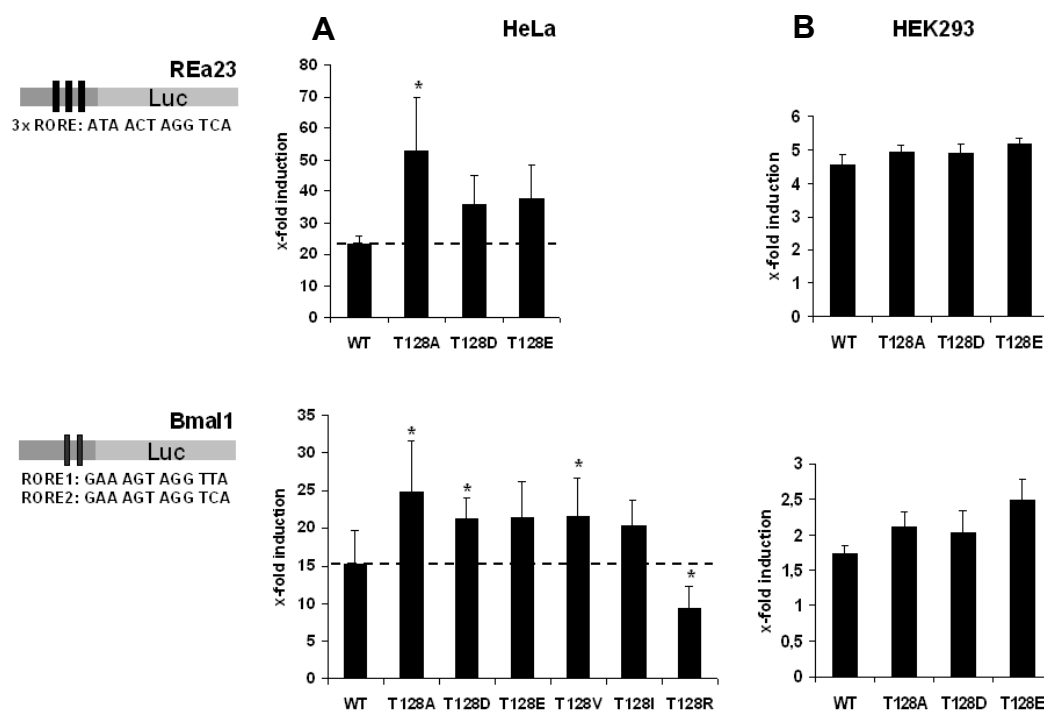 A
HeLa
B
HEK293
REa23
Luc
3x RORE: ATA ACT AGG TCA
x-fold induction
80
70
60
50
40
30
20
10
0
*
WT T128A T128D T128E
x-fold induction
6
5
4
3
2
1
0
WT T128A T128D T128E
Bmal1
Luc
RORE1: GAA AGT AGG TTA
RORE2: GAA AGT AGG TCA
x-fold induction
35
30
25
20
15
10
5
0
* * * *
WT T128A T128D T128E T128V T128I T128R
x-fold induction
3
2,5
2
1,5
1
0,5
0
WT T128A T128D T128E